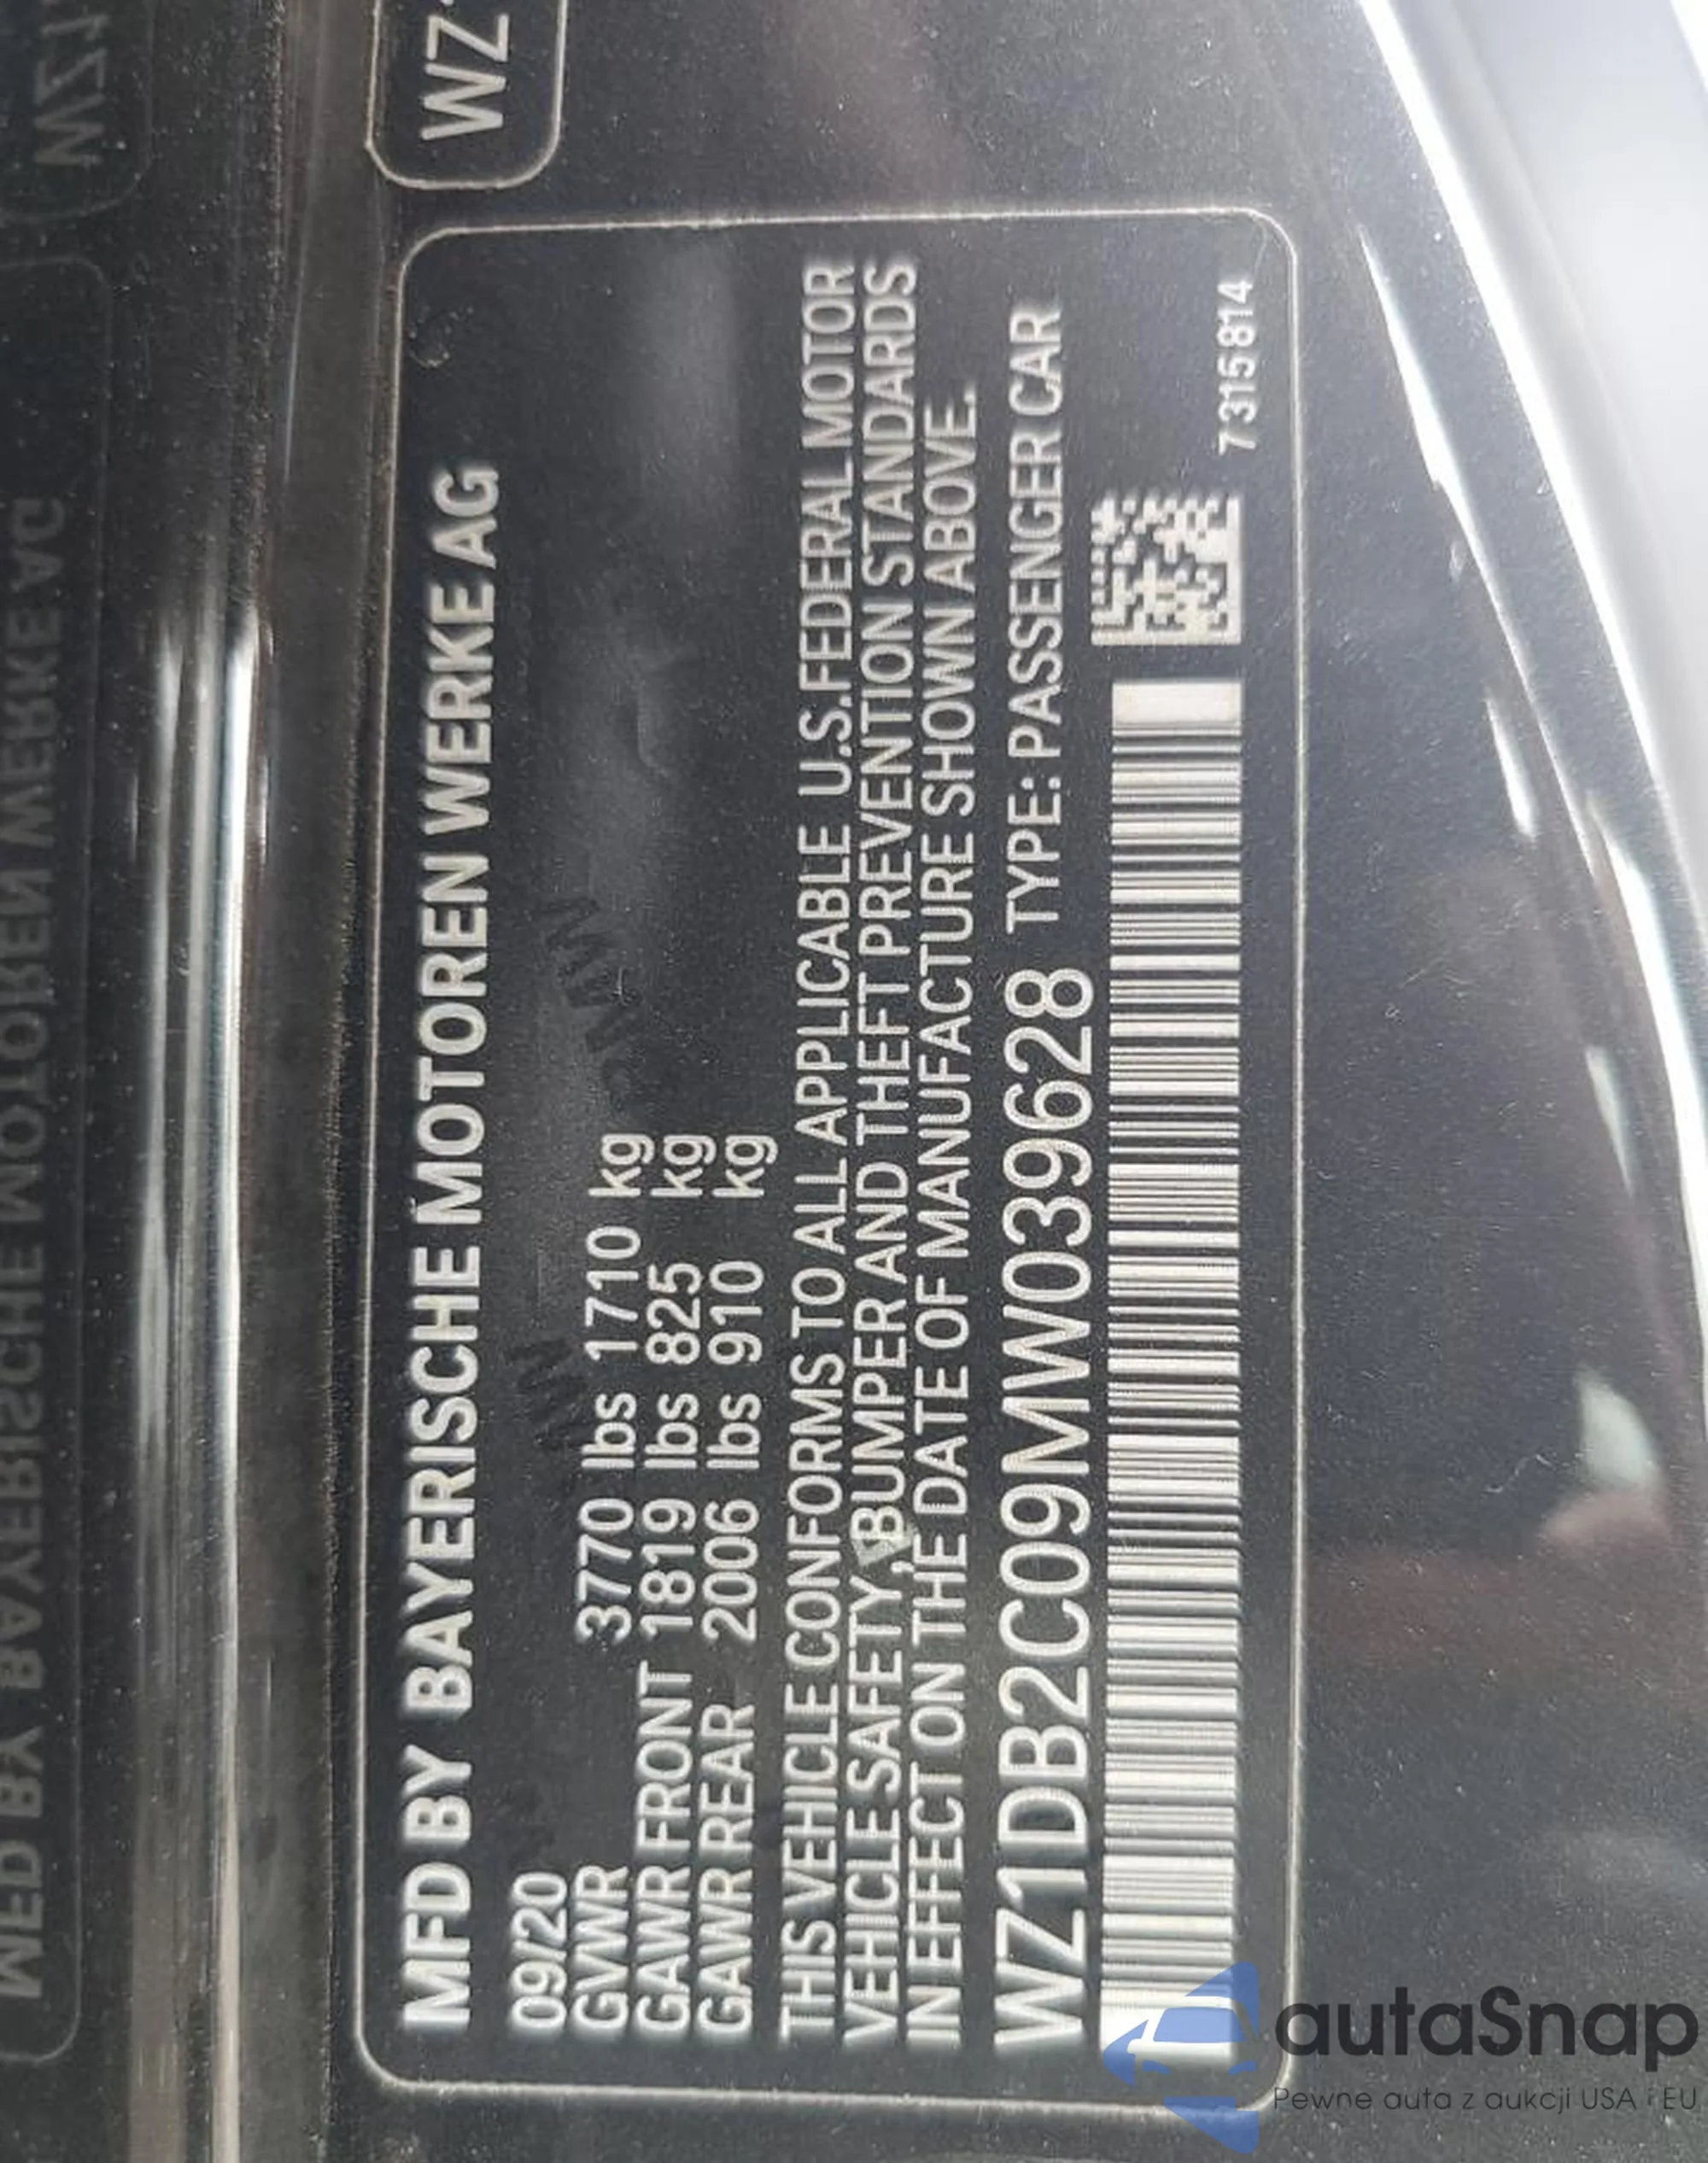 MFD BY BAYERISCHE MOTOREN WERKE AG
09/20
GVWR 3770 lbs 1710 kg
GAWR FRONT 1819 lbs 825 kg
GAWR REAR 2006 lbs 910 kg
THIS VEHICLE CONFORMS TO ALL APPLICABLE U.S.FEDERAL MOTOR
VEHICLE SAFETY, BUMPER AND THEFT PREVENTION STANDARDS
IN EFFECT ON THE DATE OF MANUFACTURE SHOWN ABOVE.
WZ1DB2C09MW039628 TYPE: PASSENGER CAR
7315814
autaSnap
Pewne auta z aukcji USA i EU